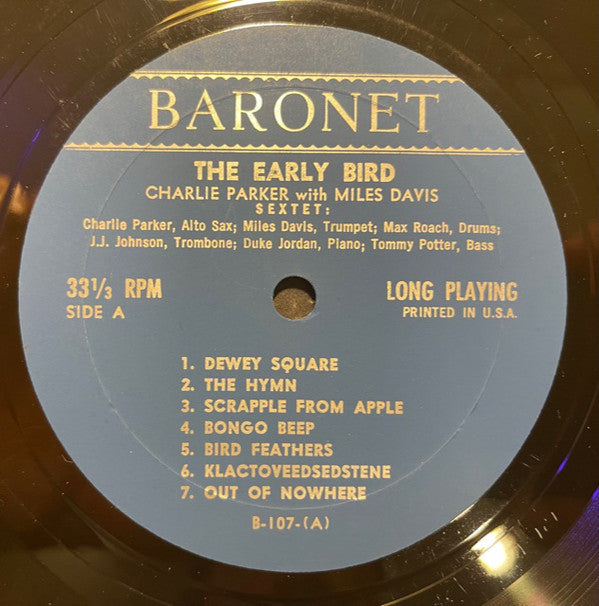 BARONET
THE EARLY BIRD
CHARLIE PARKER with MILES DAVIS
SEXTET:
Charlie Parker, Alto Sax; Miles Davis, Trumpet; Max Roach, Drums;
J.J. Johnson, Trombone; Duke Jordan, Piano; Tommy Potter, Bass
33⅓ RPM
SIDE A
LONG PLAYING
PRINTED IN U.S.A.
1. DEWEY SQUARE
2. THE HYMN
3. SCRAPPLE FROM APPLE
4. BONGO BEEP
5. BIRD FEATHERS
6. KLACTOVEEDSEDSTENE
7. OUT OF NOWHERE
B-107-(A)